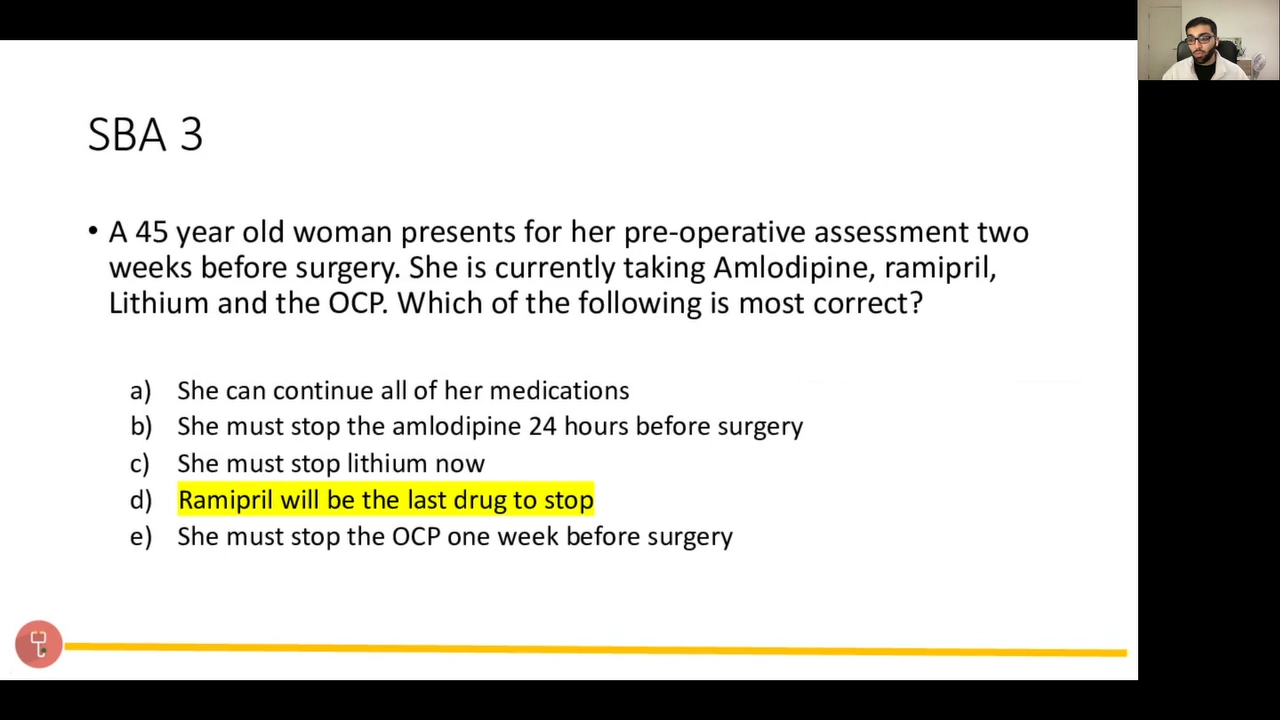 SBA 3
• A 45 year old woman presents for her pre-operative assessment two
weeks before surgery. She is currently taking Amlodipine, ramipril,
Lithium and the OCP. Which of the following is most correct?
a) She can continue all of her medications
b) She must stop the amlodipine 24 hours before surgery
c) She must stop lithium now
d) Ramipril will be the last drug to stop
e) She must stop the OCP one week before surgery